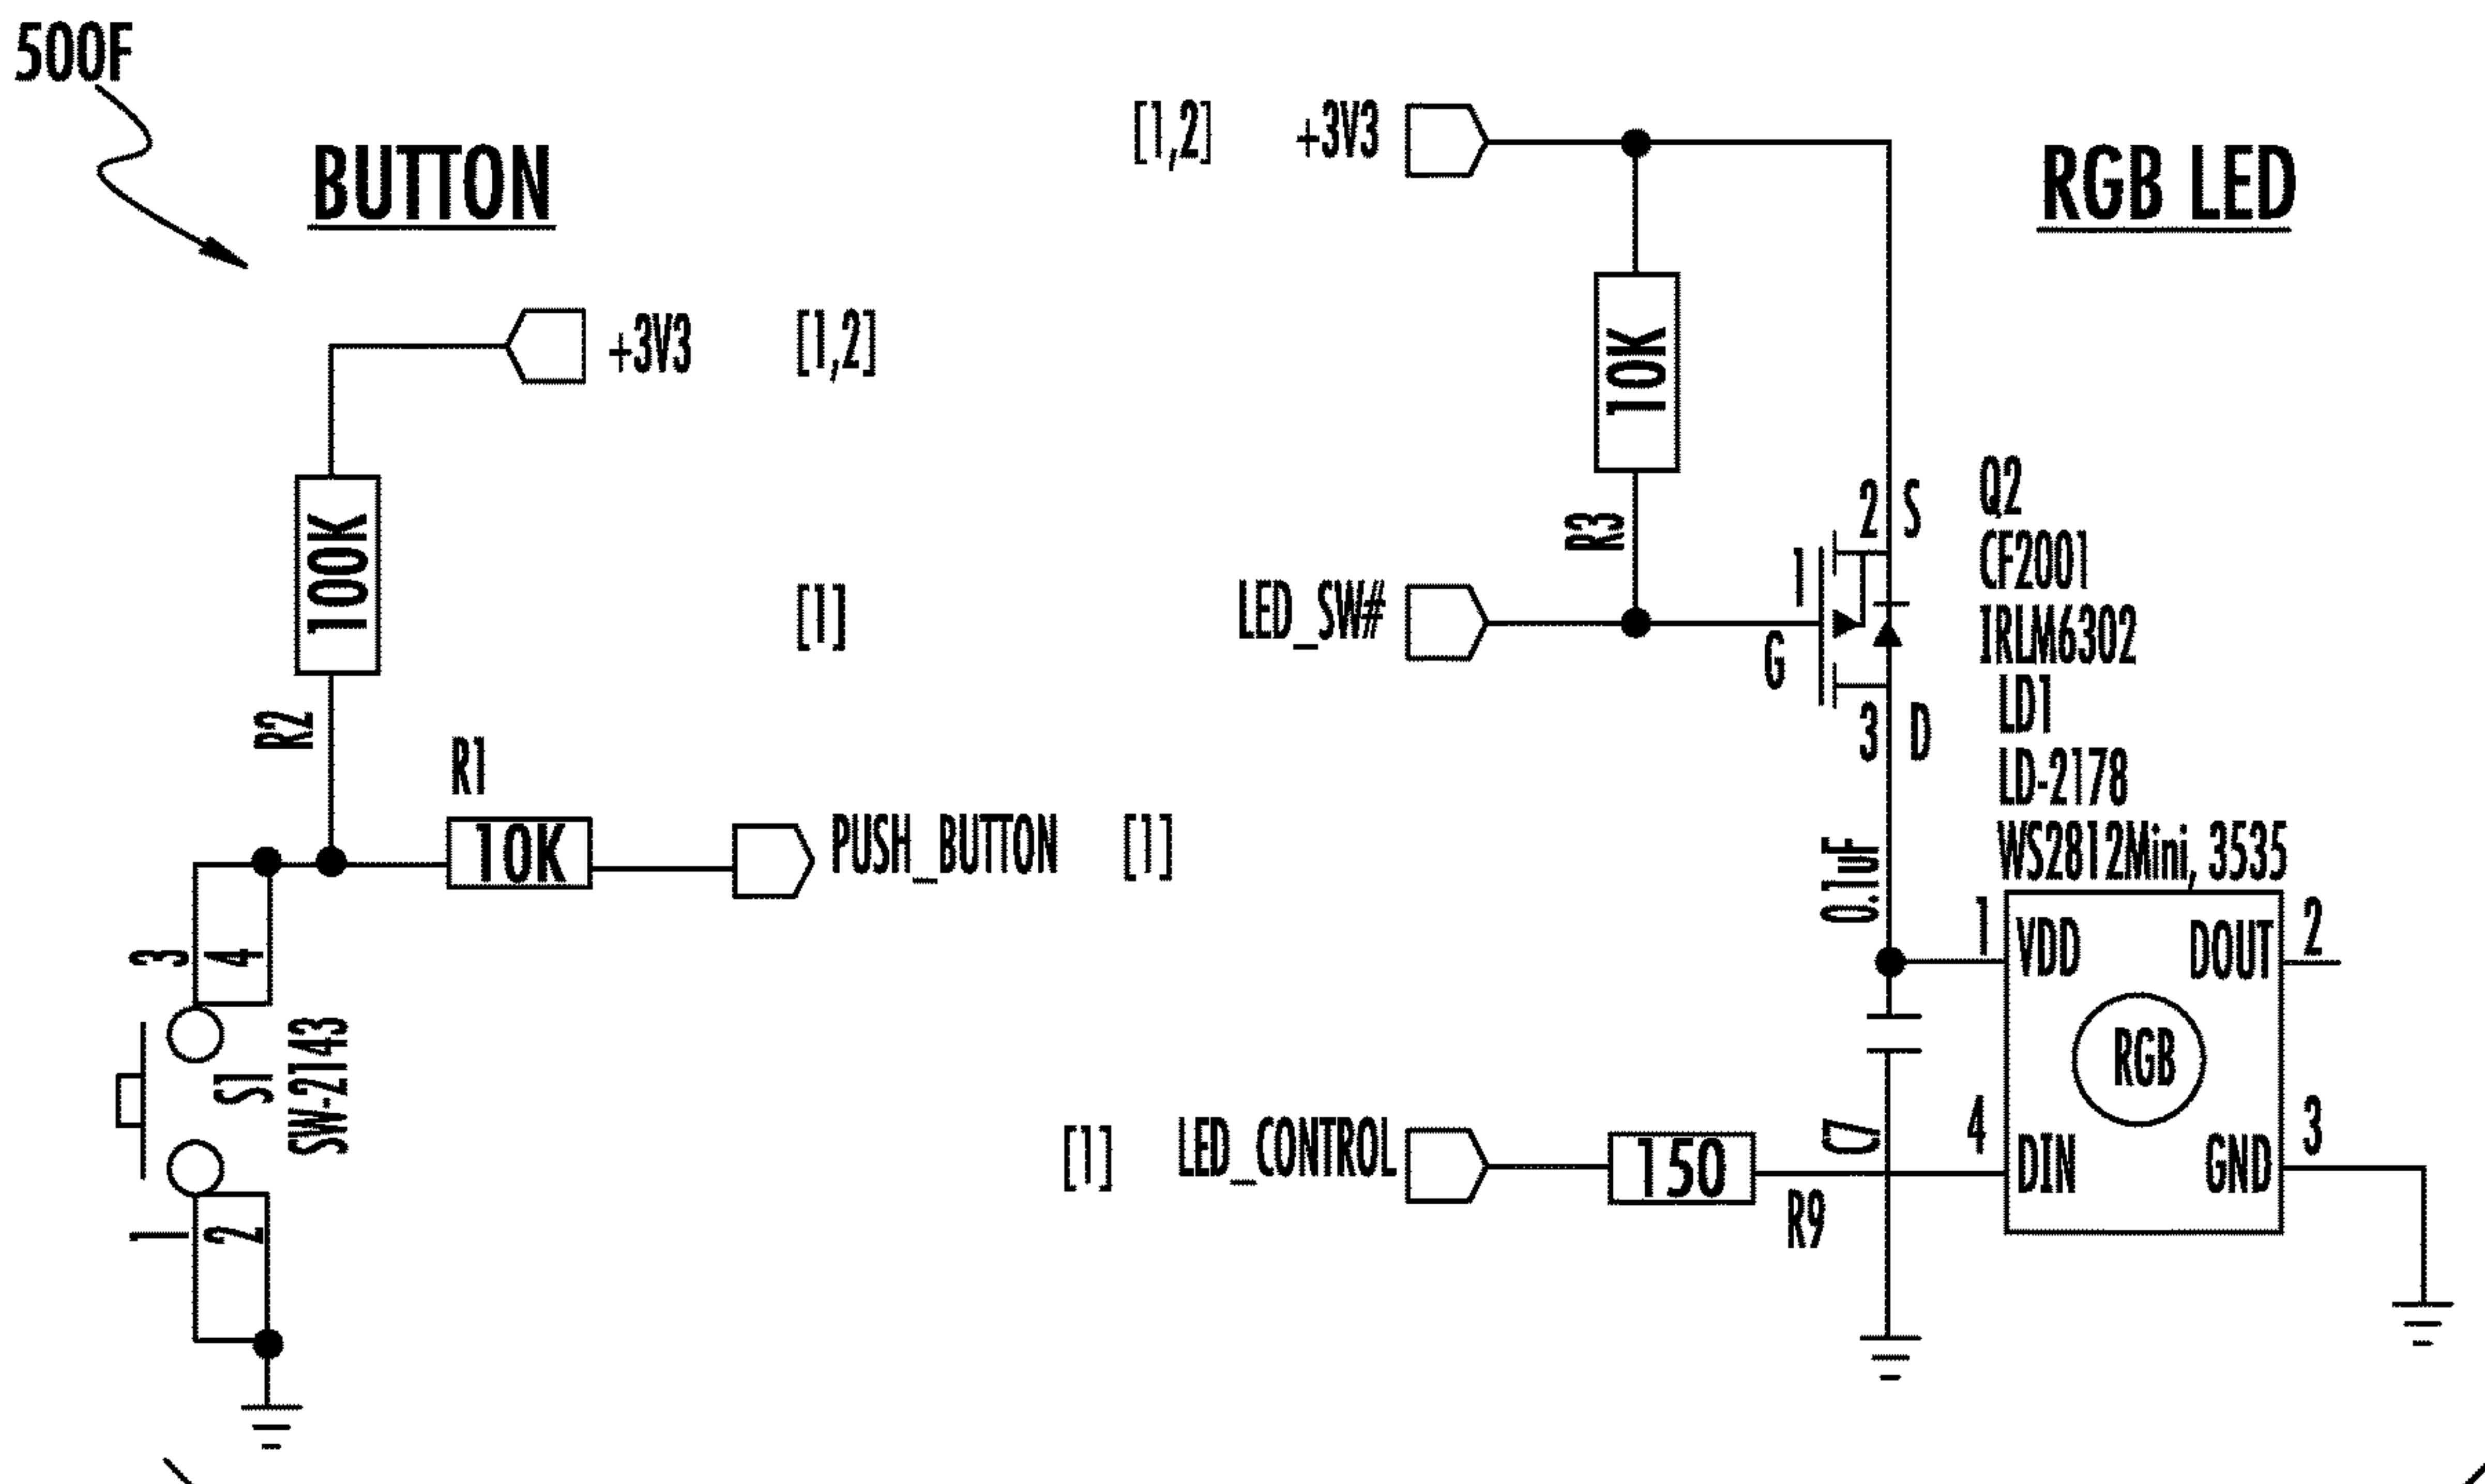 500F
BUTTON
+3V3 [1,2]
100K
[1]
R2
R1
10K
PUSH_BUTTON [1]
3
4
S1
SW-2143
1
2
RGB LED
[1,2] +3V3
10K
R3
LED_SW#
2 S
1
G
3 D
Q2
CF2001
IRLM6302
LD1
LD-2178
WS2812Mini, 3535
0.1uF
1 VDD DOUT 2
RGB
4 DIN GND 3
C7
[1] LED_CONTROL
150
R9